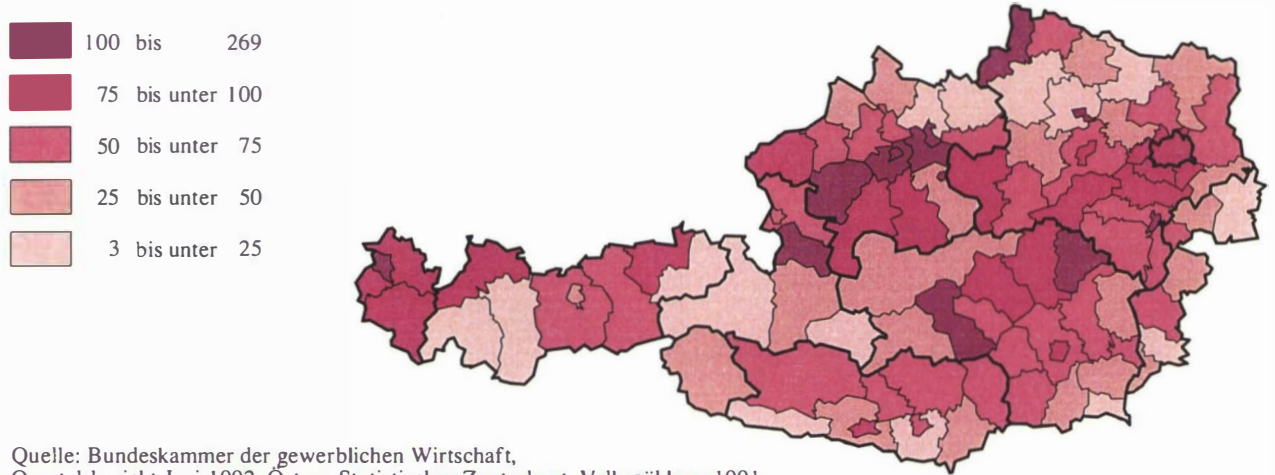 100 bis 269
75 bis unter 100
50 bis unter 75
25 bis unter 50
3 bis unter 25
Quelle: Bundeskammer der gewerblichen Wirtschaft,